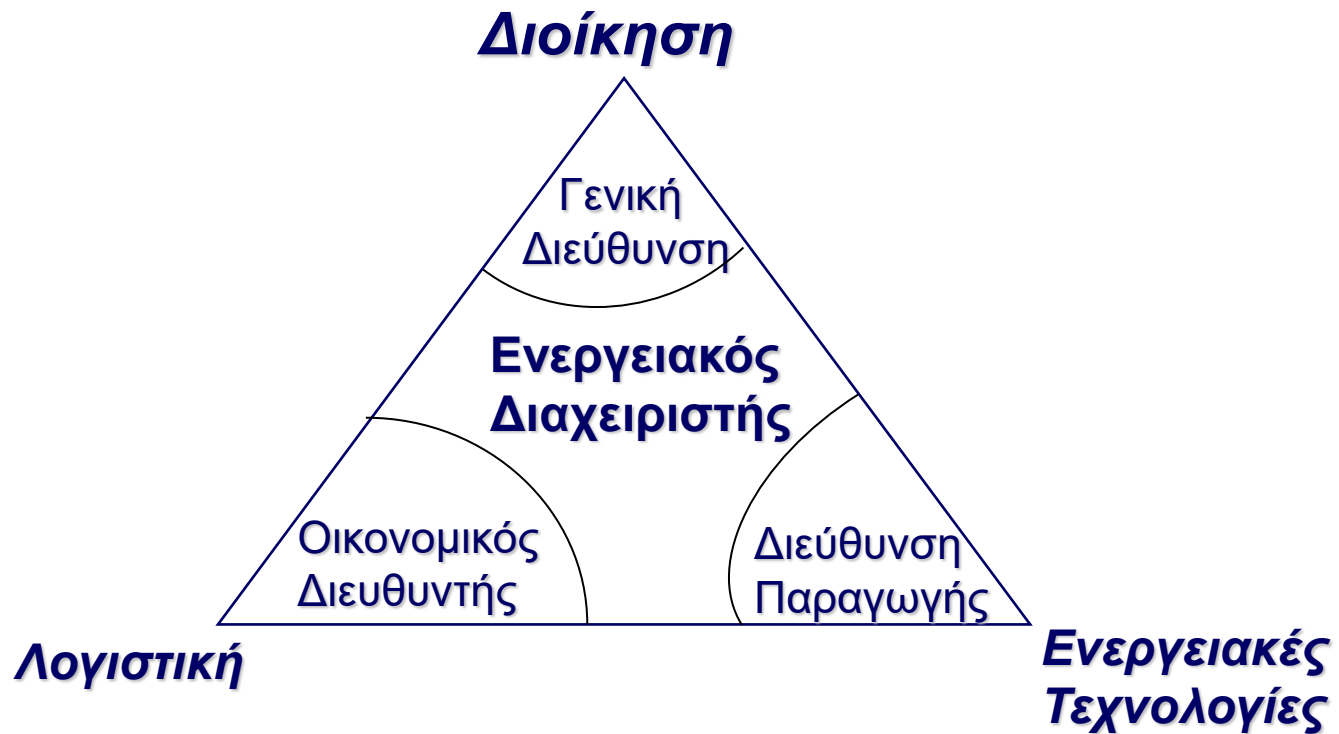 Διοίκηση
Γενική
Διεύθυνση
Ενεργειακός
Διαχειριστής
Οικονομικός
Διευθυντής
Διεύθυνση
Παραγωγής
Λογιστική
Ενεργειακές
Τεχνολογίες